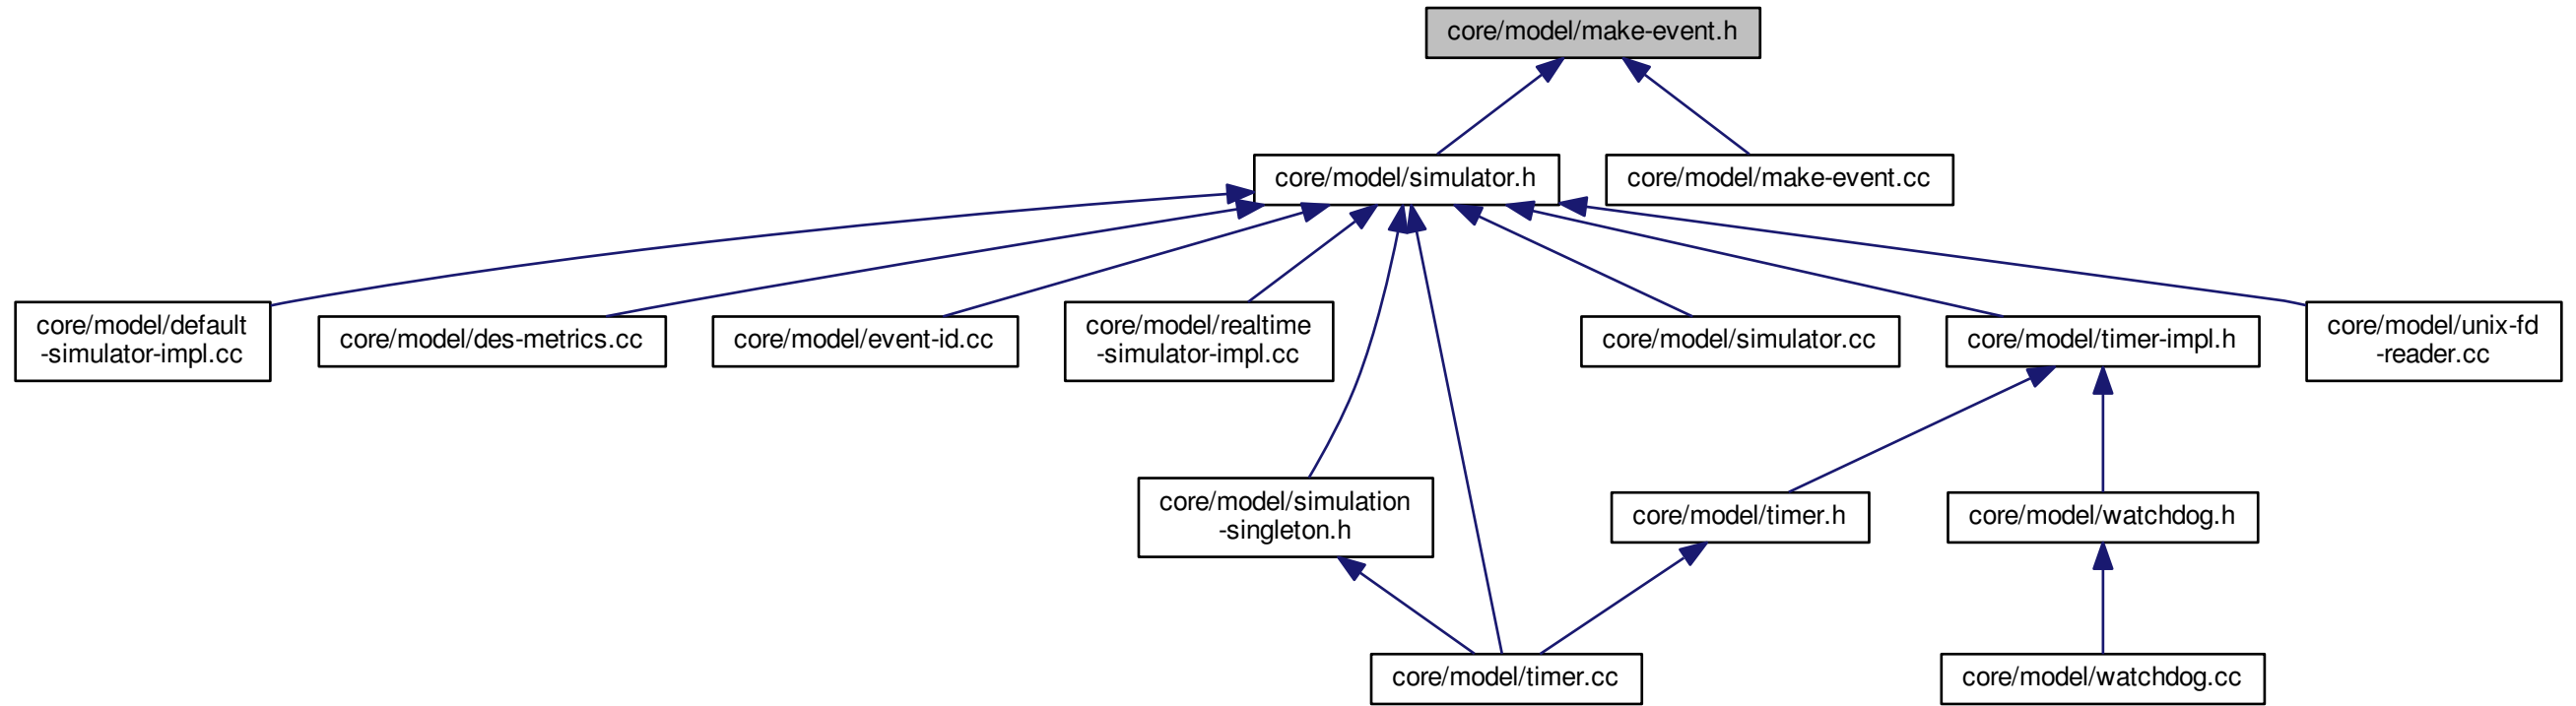 core/model/make-event.h
core/model/simulator.h
core/model/make-event.cc
core/model/default
-simulator-impl.cc
core/model/des-metrics.cc
core/model/event-id.cc
core/model/realtime
-simulator-impl.cc
core/model/simulator.cc
core/model/timer-impl.h
core/model/unix-fd
-reader.cc
core/model/simulation
-singleton.h
core/model/timer.h
core/model/watchdog.h
core/model/timer.cc
core/model/watchdog.cc